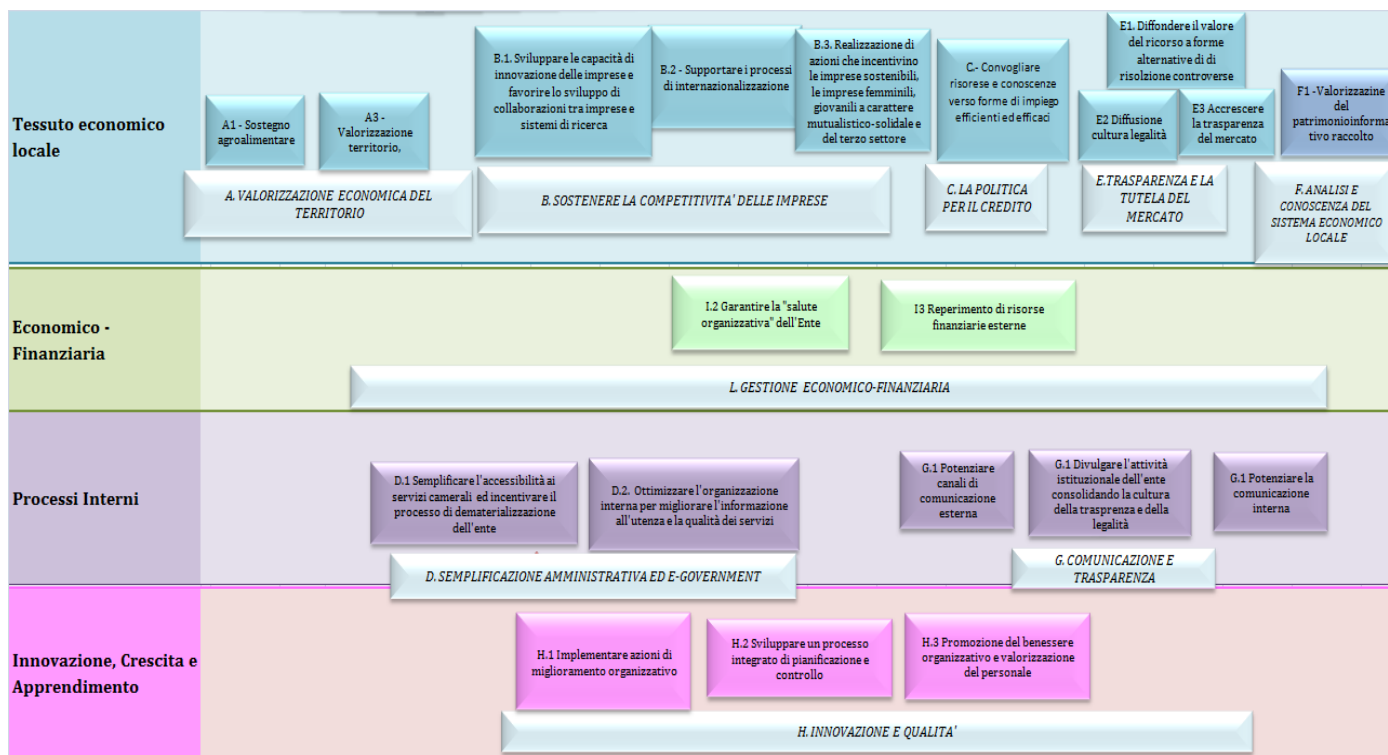 Tessuto economico
locale
A1 - Sostegno
agroalimentare
A3 -
Valorizzazione
territorio,
B.1. Sviluppare le capacità di
innovazione delle imprese e
favorire lo sviluppo di
collaborazioni tra imprese e
sistemi di ricerca
B.2 - Supportare i processi
di internazionalizzazione
B.3. Realizzazione di
azioni che incentivino
le imprese sostenibili,
le imprese femminili,
giovanili a carattere
mutualistico-solidale e
del terzo settore
C.- Convogliare
risorese e conoscenze
verso forme di impiego
efficienti ed efficaci
E1. Diffondere il valore
del ricorso a forme
alternative di di
risolzione controverse
E2 Diffusione
cultura legalità
E3 Accrescere
la trasparenza
del mercato
F1 -Valorizzazine
del
patrimonioinforma
tivo raccolto
A. VALORIZZAZIONE ECONOMICA DEL
TERRITORIO
B. SOSTENERE LA COMPETITIVITA' DELLE IMPRESE
C. LA POLITICA
PER IL CREDITO
E.TRASPARENZA E LA
TUTELA DEL
MERCATO
F. ANALISI E
CONOSCENZA DEL
SISTEMA ECONOMICO
LOCALE
Economico -
Finanziaria
I.2 Garantire la "salute
organizzativa" dell'Ente
I3 Reperimento di risorse
finanziarie esterne
L. GESTIONE ECONOMICO-FINANZIARIA
Processi Interni
D.1 Semplificare l'accessibilità ai
servizi camerali ed incentivare il
processo di dematerializzazione
dell'ente
D.2. Ottimizzare l'organizzazione
interna per migliorare l'informazione
all'utenza e la qualità dei servizi
G.1 Potenziare
canali di
comunicazione
esterna
G.1 Divulgare l'attività
istituzionale dell'ente
consolidando la cultura
della trasprenza e della
legalità
G.1 Potenziare la
comunicazione
interna
D. SEMPLIFICAZIONE AMMINISTRATIVA ED E-GOVERNMENT
G. COMUNICAZIONE E
TRASPARENZA
Innovazione, Crescita e
Apprendimento
H.1 Implementare azioni di
miglioramento organizzativo
H.2 Sviluppare un processo
integrato di pianificazione e
controllo
H.3 Promozione del benessere
organizzativo e valorizzazione
del personale
H. INNOVAZIONE E QUALITA'